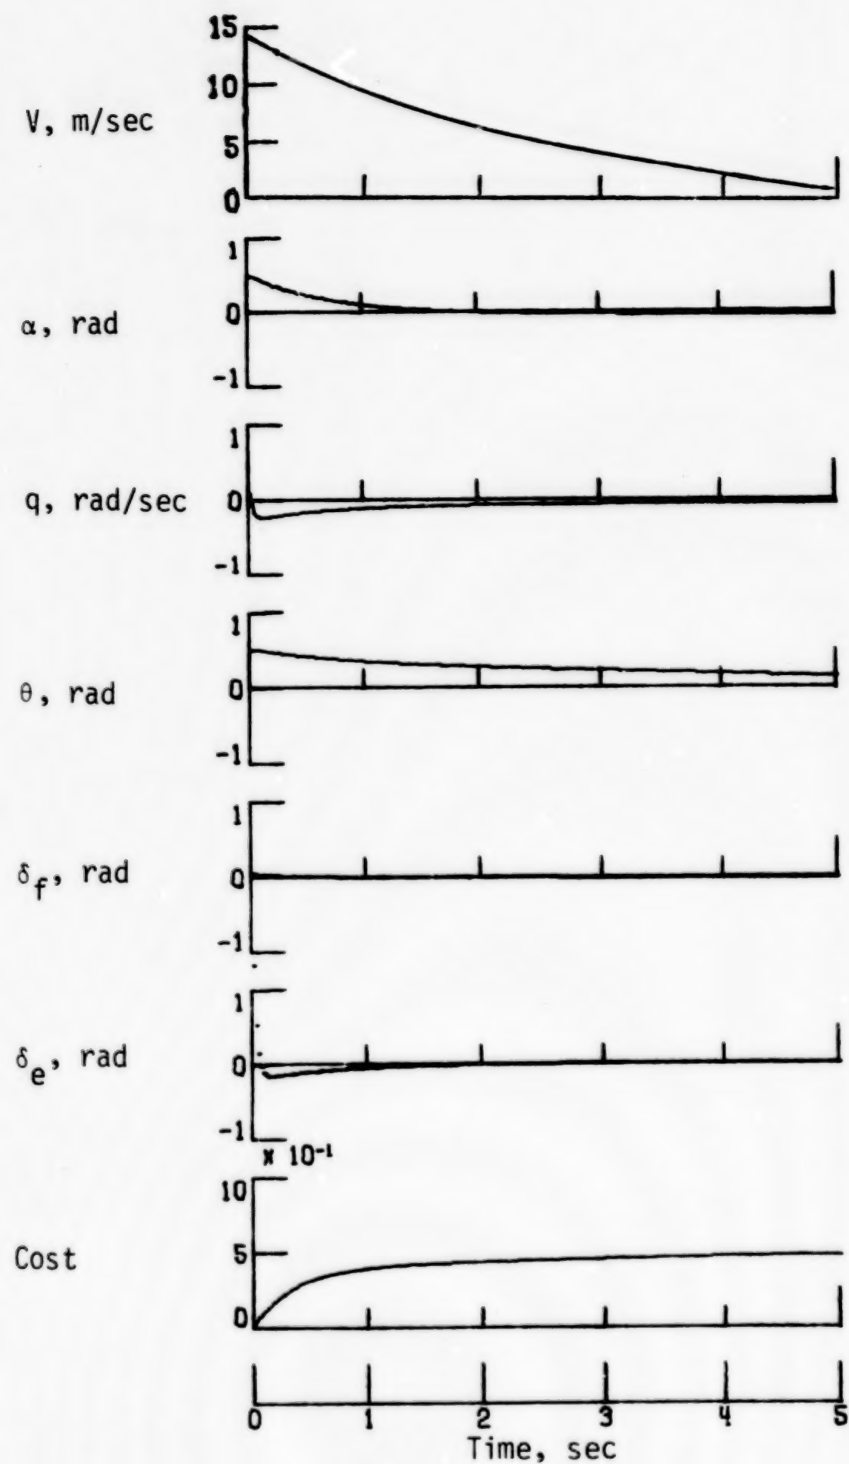 15
10
V, m/sec
5
0
1
0
α, rad
-1
1
0
q, rad/sec
-1
1
0
θ, rad
-1
1
0
δf, rad
-1
1
0
δe, rad
-1
x 10-1
10
5
Cost
0
0 1 2 3 4 5
Time, sec